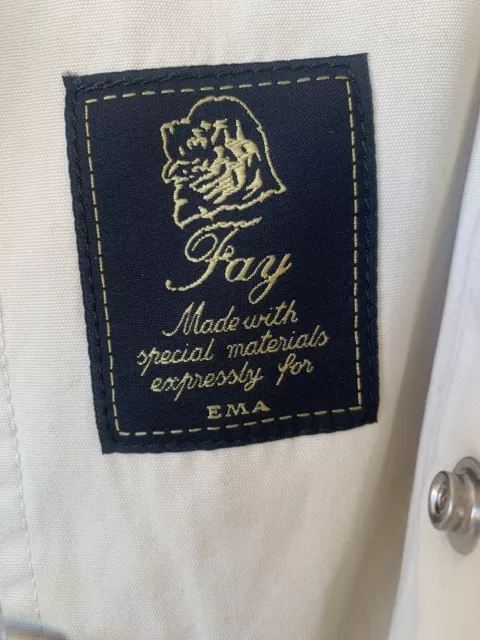 Fay
Made with
special materials
expressly for
EMA